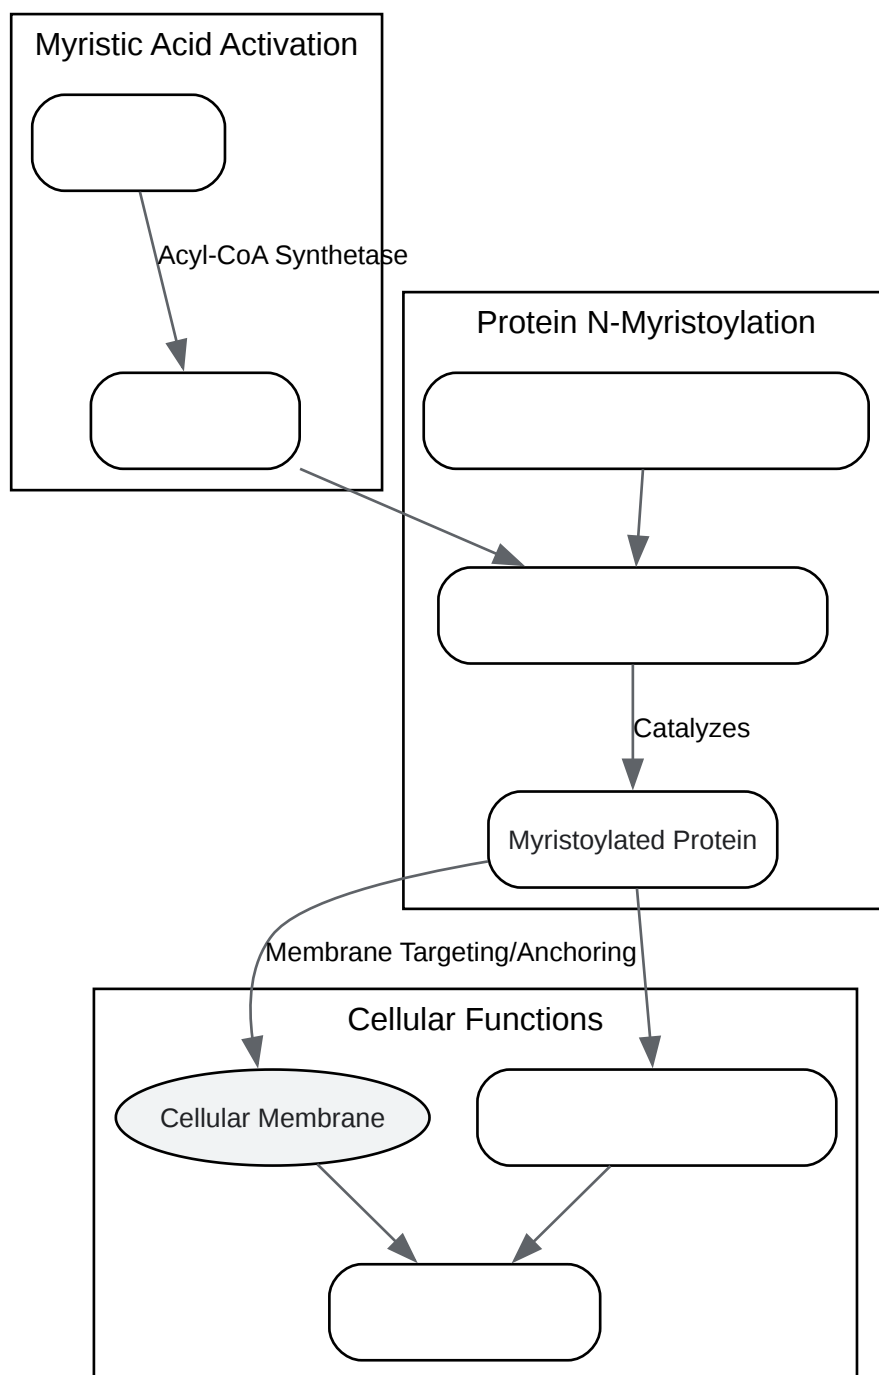 Myristic Acid Activation
Acyl-CoA Synthetase
Protein N-Myristoylation
Catalyzes
Myristoylated Protein
Membrane Targeting/Anchoring
Cellular Functions
Cellular Membrane